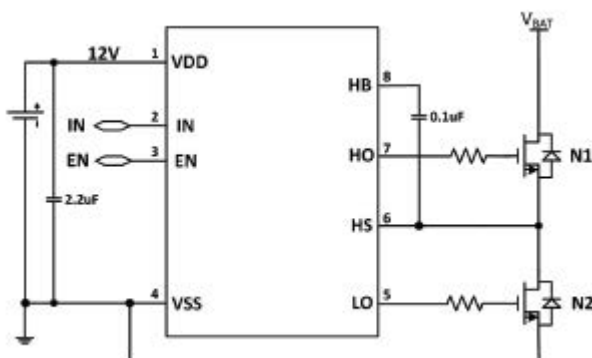 VBAT
12V
1
VDD
HB
8
0.1uF
IN
2
IN
EN
3
EN
HO
7
N1
2.2uF
HS
6
4
VSS
LO
5
N2
+
-